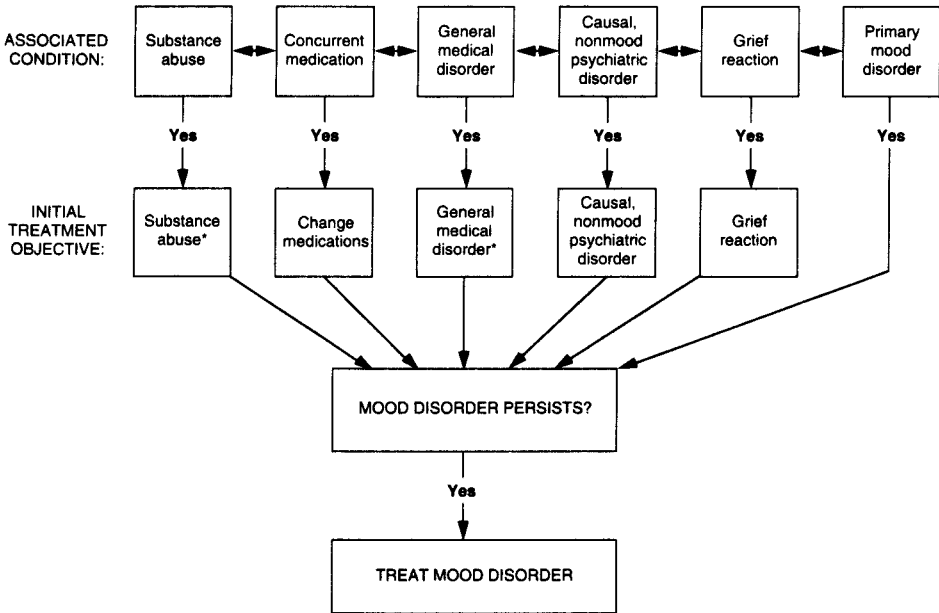 ASSOCIATED
CONDITION:
Substance
abuse
Concurrent
medication
General
medical
disorder
Causal,
nonmood
psychiatric
disorder
Grief
reaction
Primary
mood
disorder
Yes
Yes
Yes
Yes
Yes
Yes
INITIAL
TREATMENT
OBJECTIVE:
Substance
abuse*
Change
medications
General
medical
disorder*
Causal,
nonmood
psychiatric
disorder
Grief
reaction
MOOD DISORDER PERSISTS?
Yes
TREAT MOOD DISORDER